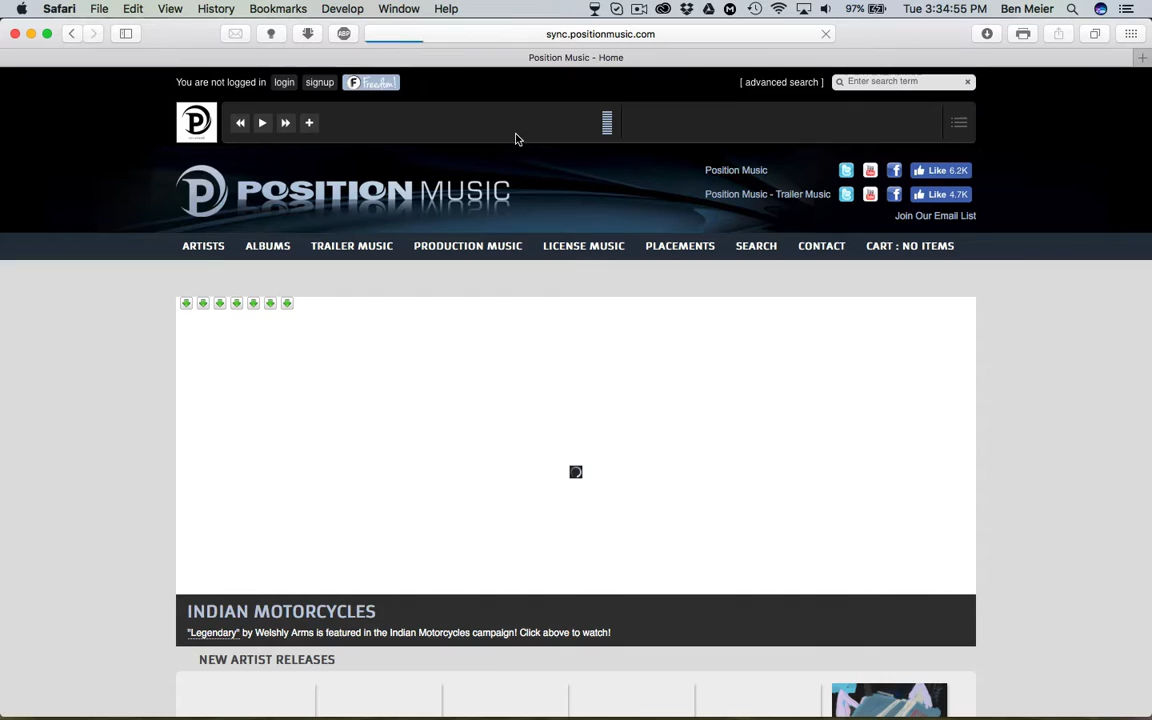 Safari File Edit View History Bookmarks Develop Window Help 97% Tue 3:34:55 PM Ben Meier
ABP sync.positionmusic.com
Position Music - Home
You are not logged in login signup F Freedom! [ advanced search ] Enter search term
Position Music Like 6.2K
POSITION MUSIC
Position Music - Trailer Music Like 4.7K
Join Our Email List
ARTISTS ALBUMS TRAILER MUSIC PRODUCTION MUSIC LICENSE MUSIC PLACEMENTS SEARCH CONTACT CART : NO ITEMS
INDIAN MOTORCYCLES
"Legendary" by Welshly Arms is featured in the Indian Motorcycles campaign! Click above to watch!
NEW ARTIST RELEASES